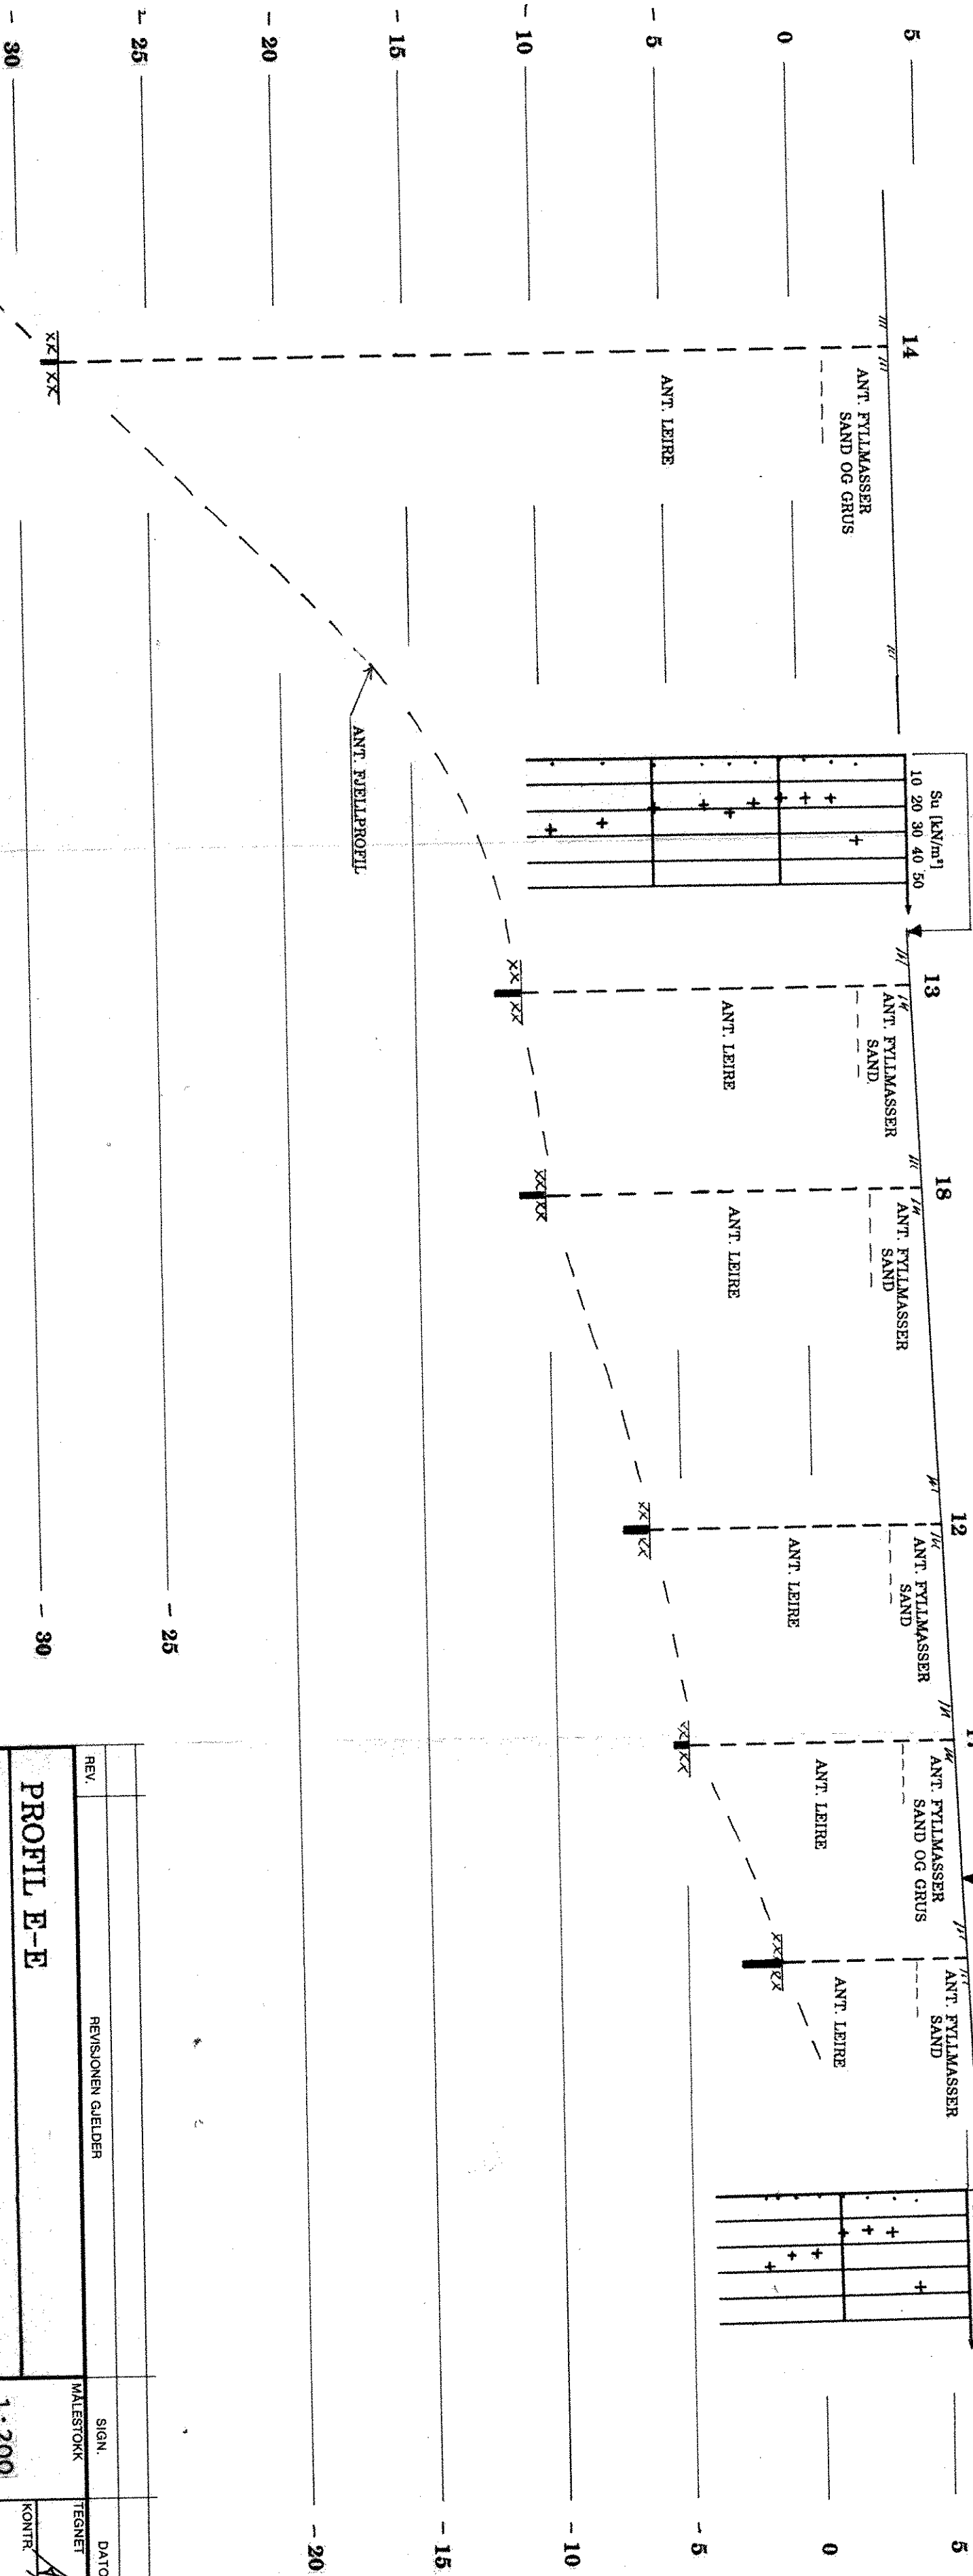 5
0
- 5
- 10
- 15
- 20
- 25
- 30
14
ANT. FYLLMASSER
SAND OG GRUS
ANT. LEIRE
ANT. FJELLPROFIL
Su [kN/m²]
10 20 30 40 50
13
ANT. FYLLMASSER
SAND.
ANT. LEIRE
18
ANT. FYLLMASSER
SAND
ANT. LEIRE
12
ANT. FYLLMASSER
SAND
ANT. LEIRE
ANT. FYLLMASSER
SAND OG GRUS
ANT. LEIRE
ANT. FYLLMASSER
SAND
ANT. LEIRE
5
0
- 5
- 10
- 15
- 20
- 25
- 30
REV.
REVISJONEN GJELDER
SIGN.
DATO
PROFIL E-E
MÅLESTOKK
1:200
TEGNET
KONTR.